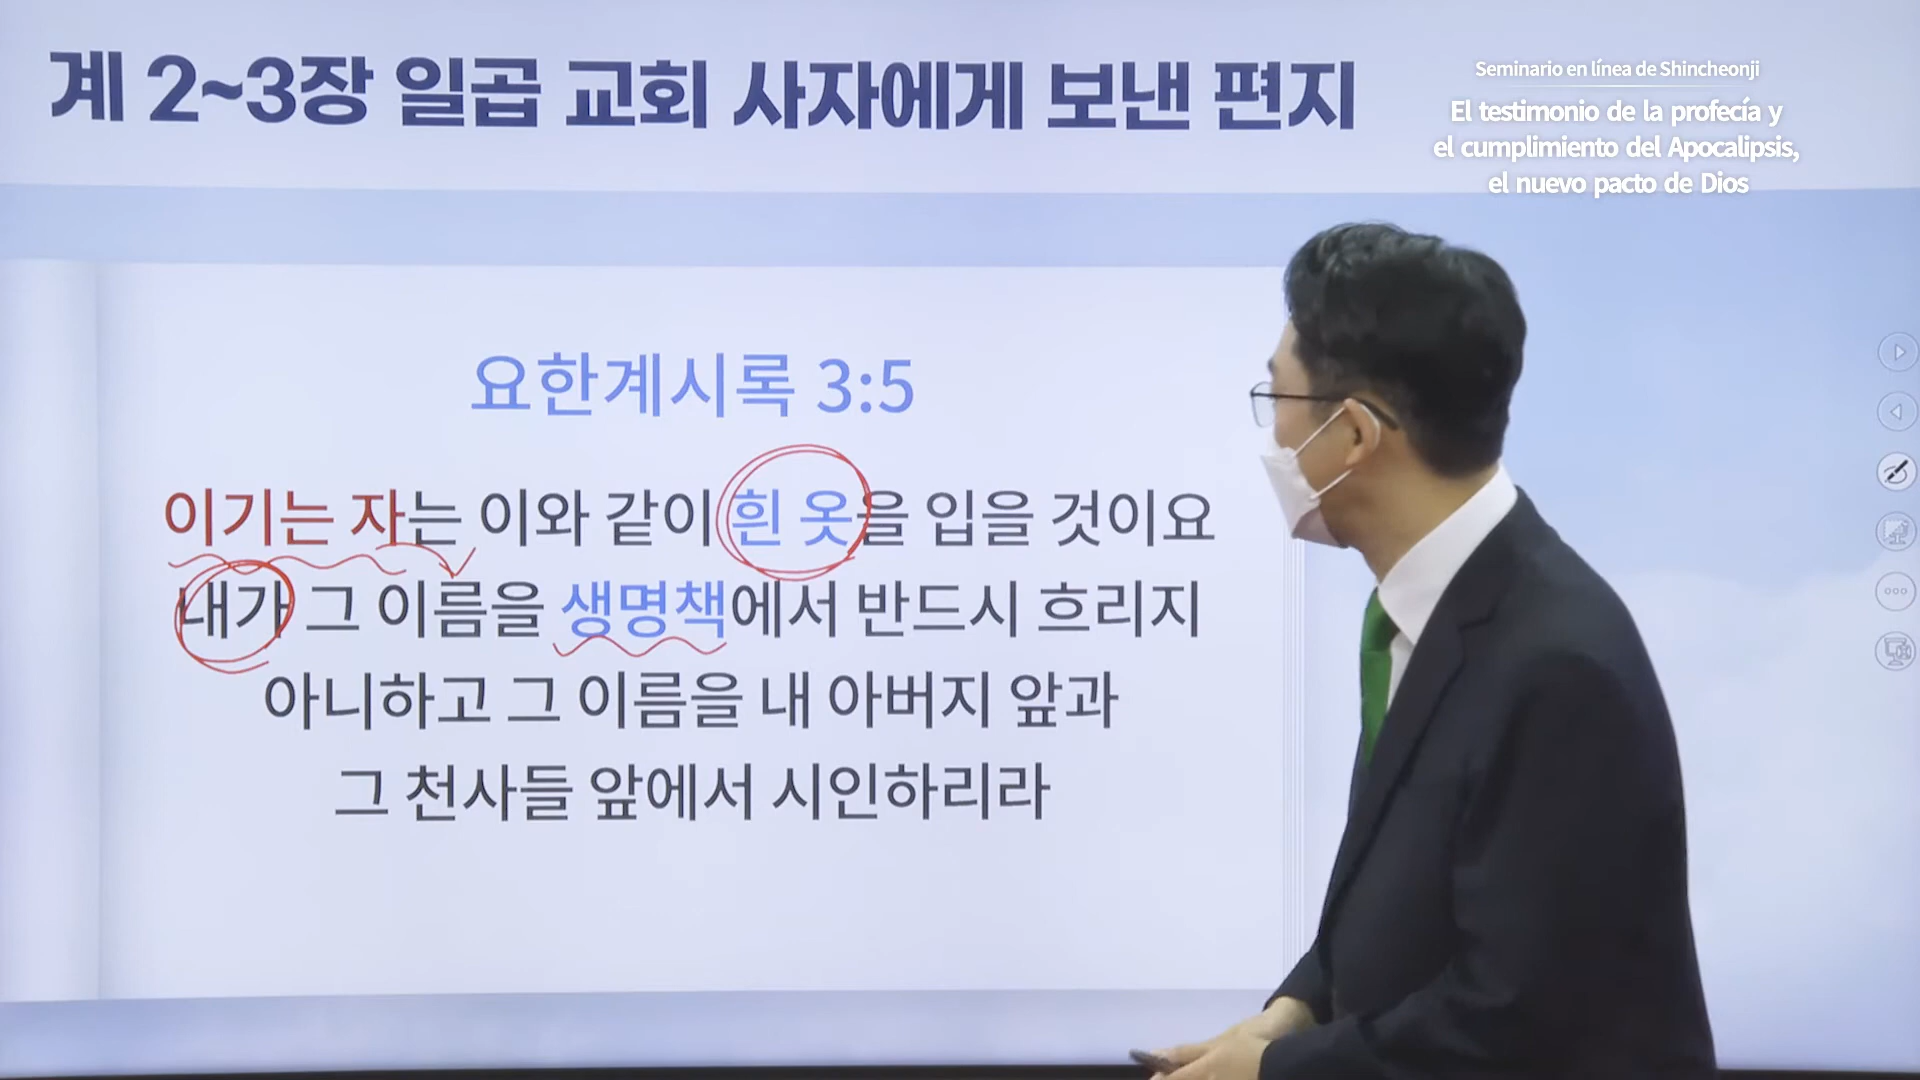 계 2~3장 일곱 교회 사자에게 보낸 편지
Seminario en línea de Shincheonji
El testimonio de la profecía y
el cumplimiento del Apocalipsis,
el nuevo pacto de Dios
요한계시록 3:5
이기는 자는 이와 같이 흰 옷을 입을 것이요
내가 그 이름을 생명책에서 반드시 흐리지
아니하고 그 이름을 내 아버지 앞과
그 천사들 앞에서 시인하리라